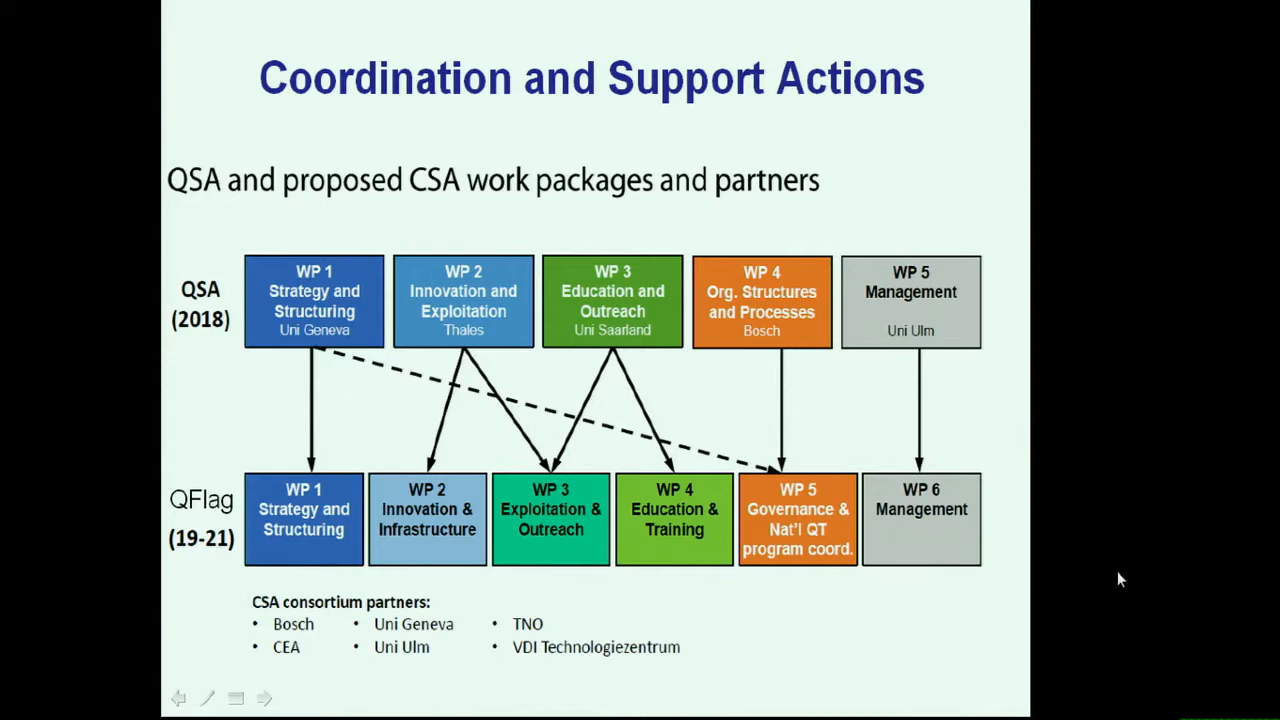 Coordination and Support Actions
QSA and proposed CSA work packages and partners
QSA
(2018)
WP 1
Strategy and
Structuring
Uni Geneva
WP 2
Innovation and
Exploitation
Thales
WP 3
Education and
Outreach
Uni Saarland
WP 4
Org. Structures
and Processes
Bosch
WP 5
Management
Uni Ulm
QFlag
(19-21)
WP 1
Strategy and
Structuring
WP 2
Innovation &
Infrastructure
WP 3
Exploitation &
Outreach
WP 4
Education &
Training
WP 5
Governance &
Nat'l QT
program coord.
WP 6
Management
CSA consortium partners:
• Bosch • Uni Geneva • TNO
• CEA • Uni Ulm • VDI Technologiezentrum